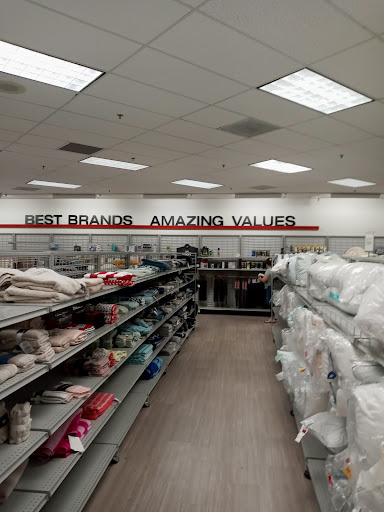 BEST BRANDS AMAZING VALUES